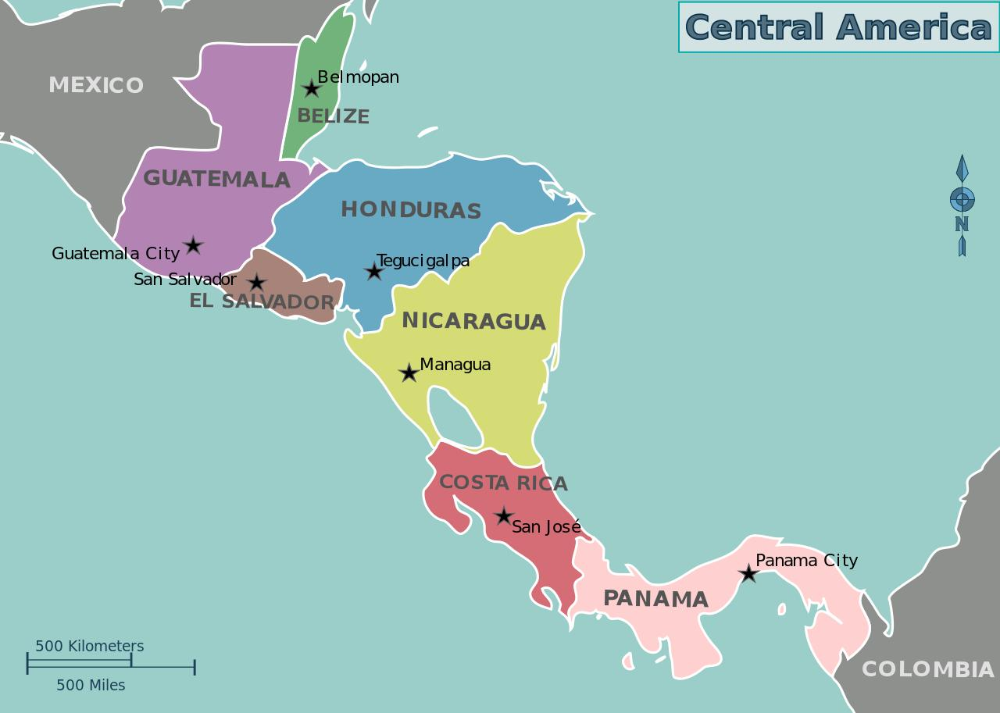 Central America
MEXICO
Belmopan
BELIZE
GUATEMALA
HONDURAS
N
Guatemala City
Tegucigalpa
San Salvador
EL SALVADOR
NICARAGUA
Managua
COSTA RICA
San José
Panama City
PANAMA
500 Kilometers
COLOMBIA
500 Miles